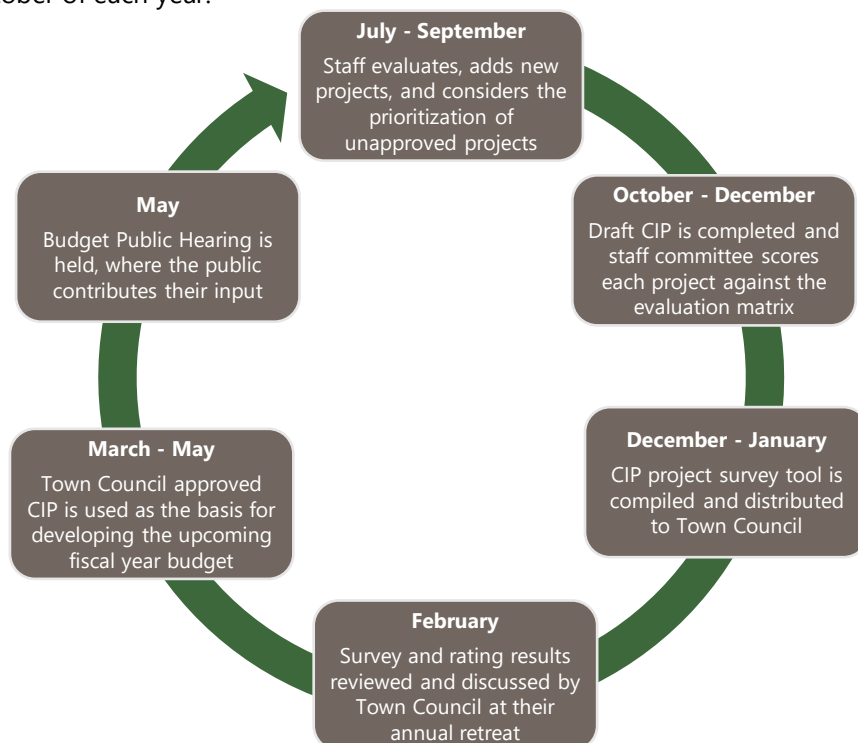 tober of each year.
July - September
Staff evaluates, adds new
projects, and considers the
prioritization of
unapproved projects
October - December
Draft CIP is completed and
staff committee scores
each project against the
evaluation matrix
December - January
CIP project survey tool is
compiled and distributed
to Town Council
February
Survey and rating results
reviewed and discussed by
Town Council at their
annual retreat
March - May
Town Council approved
CIP is used as the basis for
developing the upcoming
fiscal year budget
May
Budget Public Hearing is
held, where the public
contributes their input